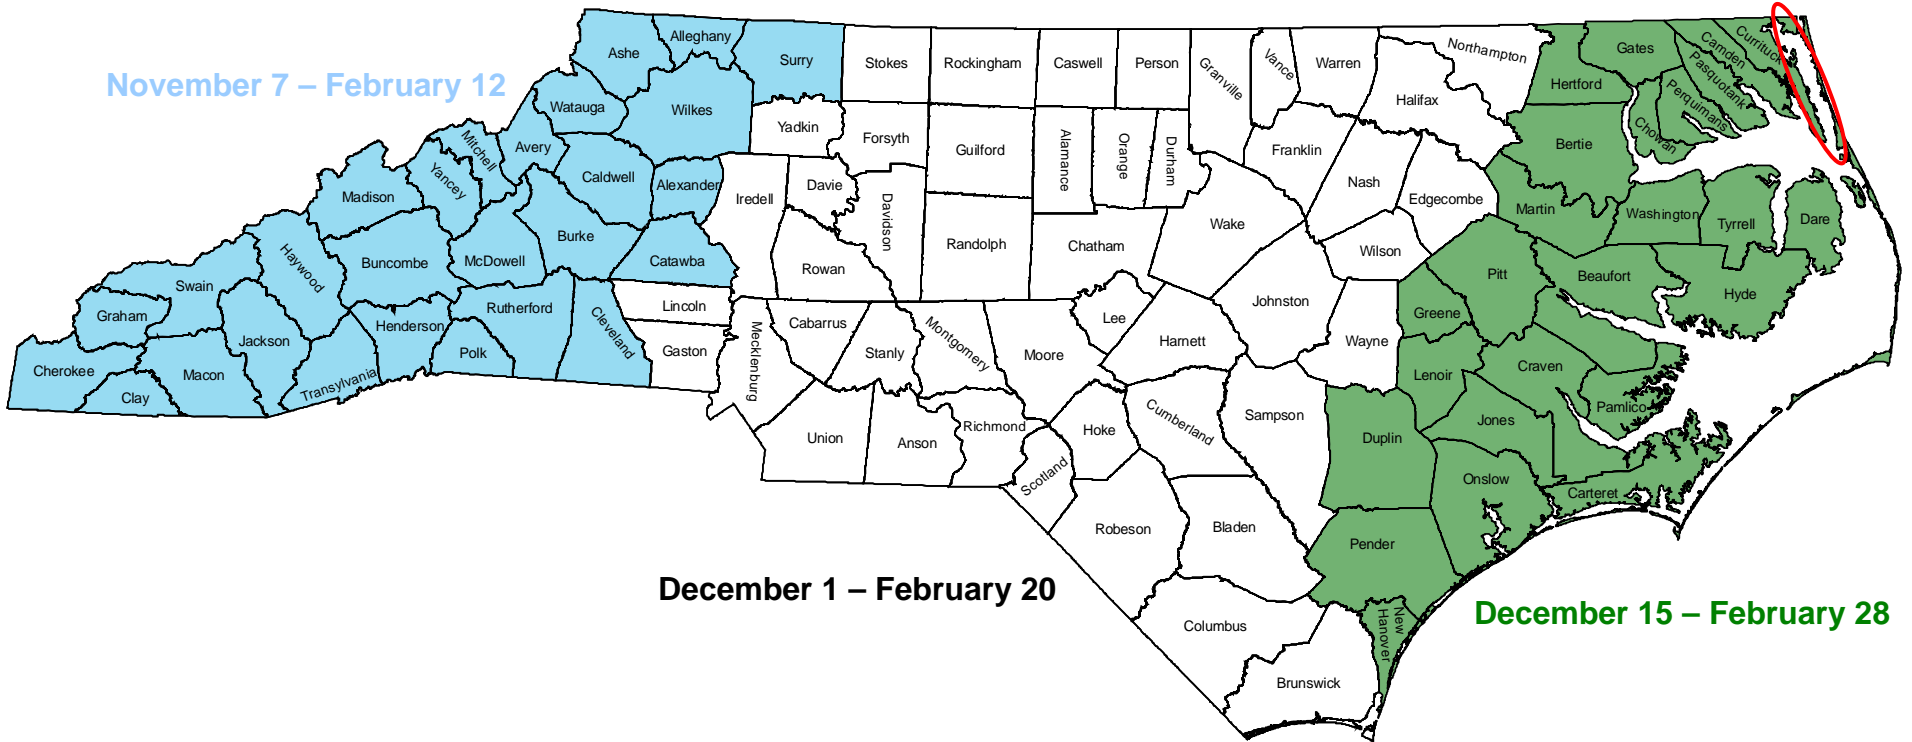 November 7 – February 12
Ashe
Alleghany
Surry
Stokes
Rockingham
Caswell
Person
Granville
Vance
Warren
Northampton
Halifax
Hertford
Gates
Camden
Currituck
Pasquotank
Perquimans
Chowan
Bertie
Watauga
Wilkes
Yadkin
Forsyth
Guilford
Alamance
Orange
Durham
Franklin
Nash
Edgecombe
Martin
Washington
Tyrrell
Dare
Mitchell
Avery
Yancey
Caldwell
Alexander
Iredell
Davie
Davidson
Randolph
Chatham
Wake
Wilson
Madison
Haywood
Buncombe
McDowell
Burke
Catawba
Rowan
Johnston
Pitt
Beaufort
Hyde
Swain
Graham
Jackson
Henderson
Rutherford
Cleveland
Lincoln
Gaston
Mecklenburg
Cabarrus
Stanly
Montgomery
Moore
Lee
Harnett
Wayne
Greene
Lenoir
Craven
Pamlico
Cherokee
Clay
Macon
Transylvania
Polk
Union
Anson
Richmond
Scotland
Hoke
Cumberland
Sampson
Duplin
Jones
Onslow
Carteret
Robeson
Bladen
Pender
Columbus
New
Hanover
Brunswick
December 1 – February 20
December 15 – February 28